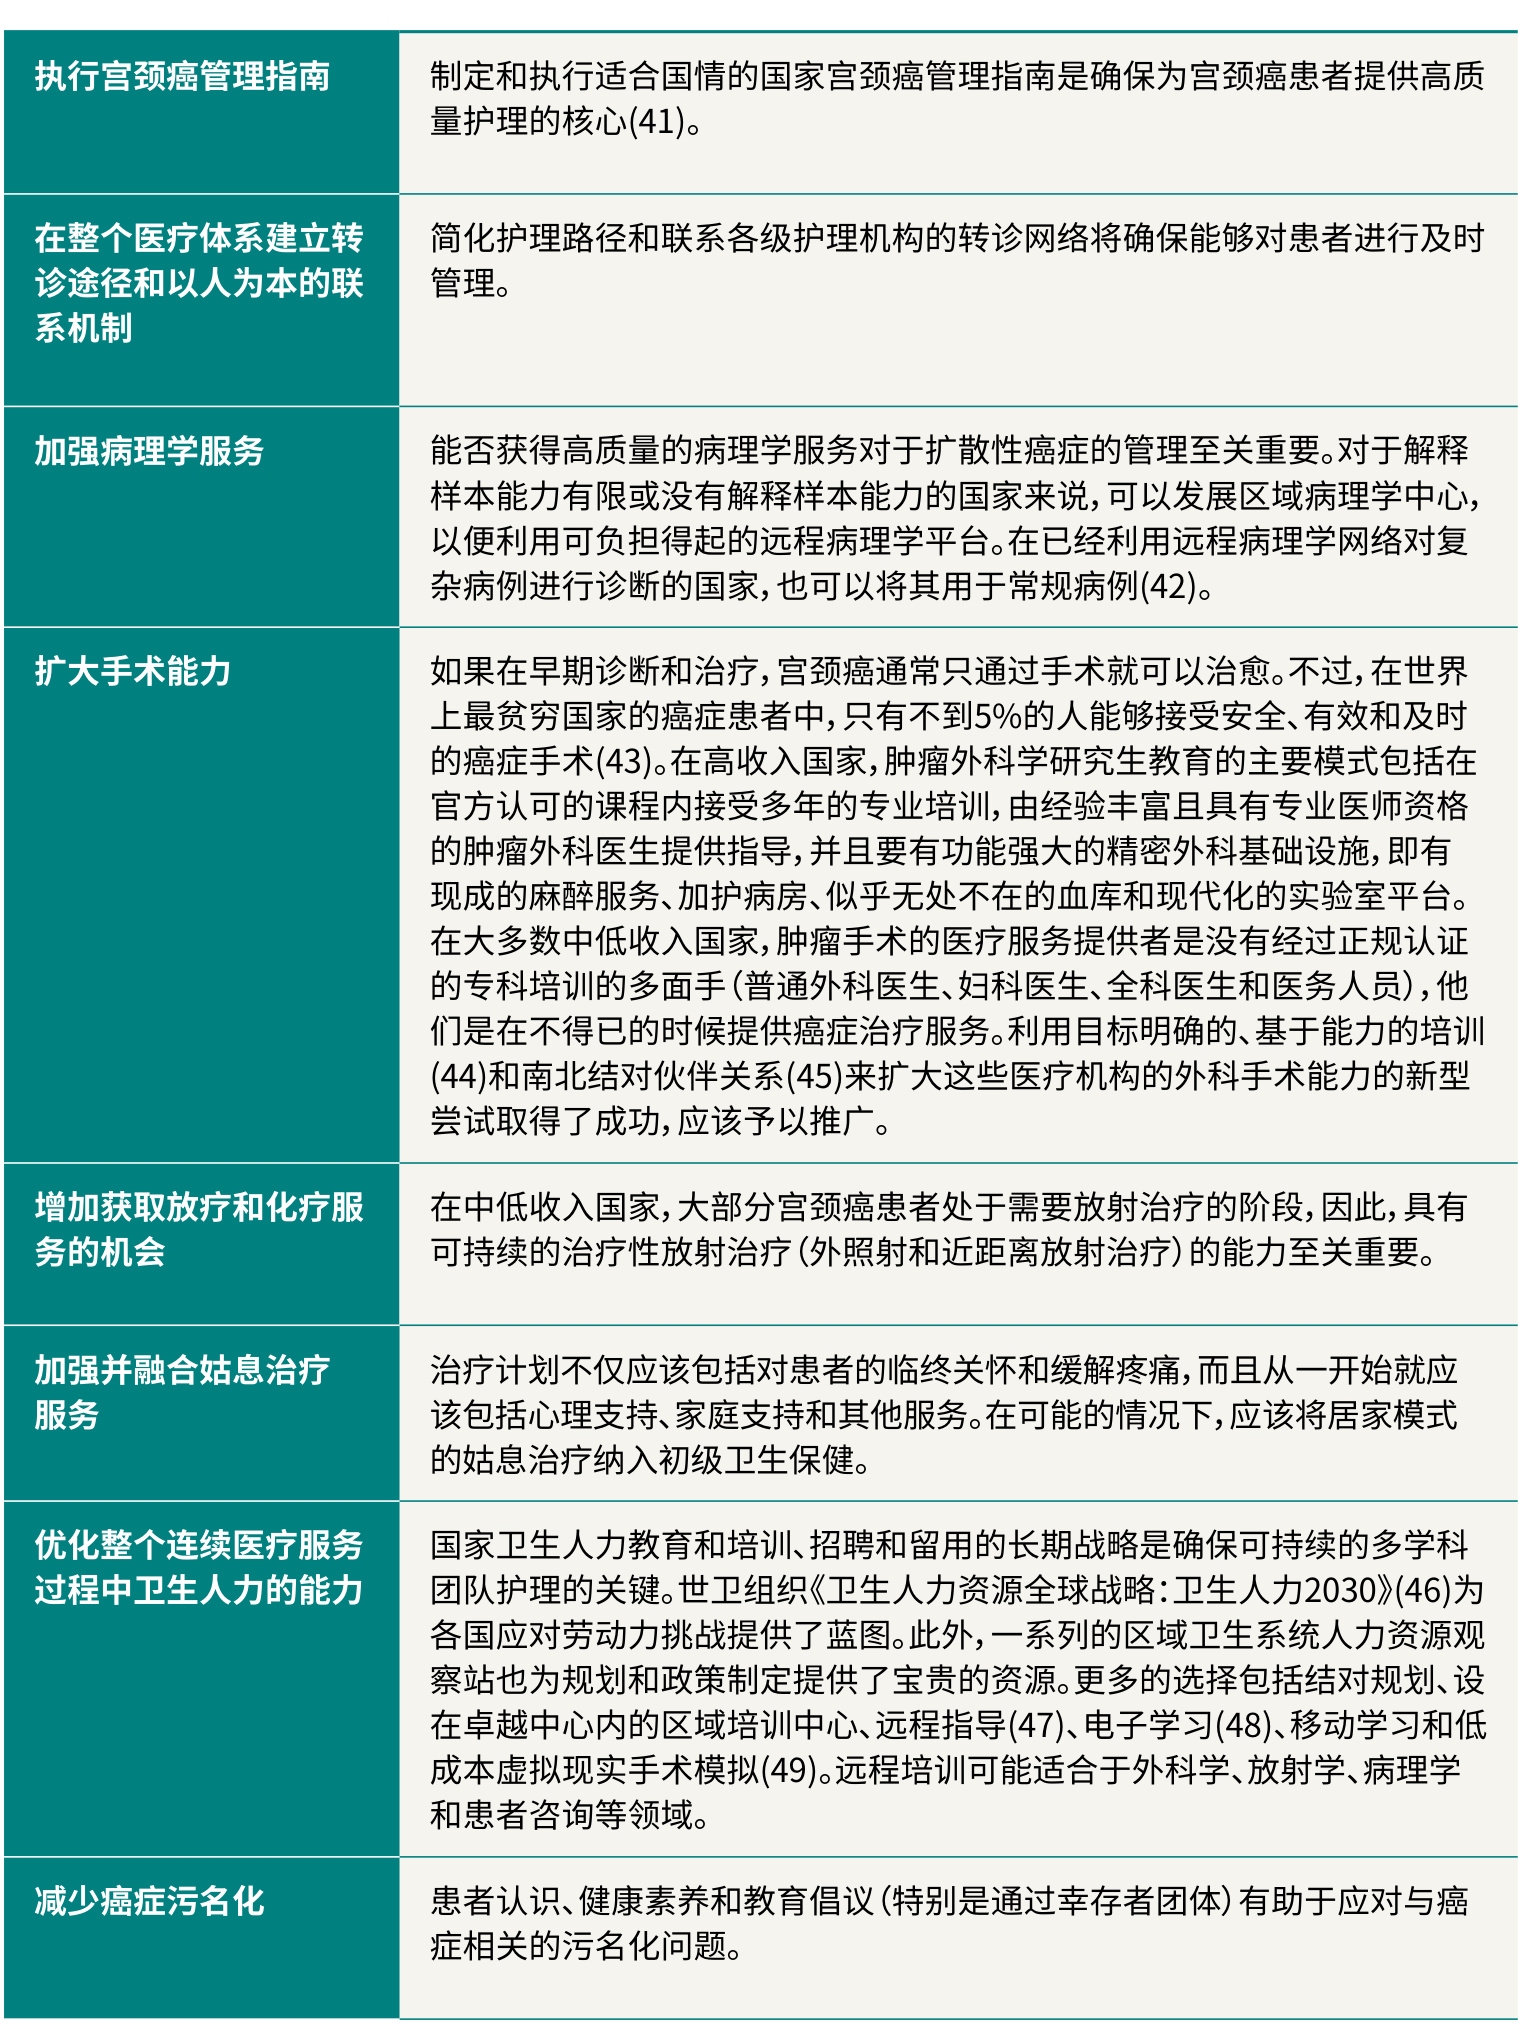 执行宫颈癌管理指南
制定和执行适合国情的国家宫颈癌管理指南是确保为宫颈癌患者提供高质
量护理的核心(41)。
在整个医疗体系建立转
诊途径和以人为本的联
系机制
简化护理路径和联系各级护理机构的转诊网络将确保能够对患者进行及时
管理。
加强病理学服务
能否获得高质量的病理学服务对于扩散性癌症的管理至关重要。对于解释
样本能力有限或没有解释样本能力的国家来说，可以发展区域病理学中心，
以便利用可负担得起的远程病理学平台。在已经利用远程病理学网络对复
杂病例进行诊断的国家，也可以将其用于常规病例(42)。
扩大手术能力
如果在早期诊断和治疗，宫颈癌通常只通过手术就可以治愈。不过，在世界
上最贫穷国家的癌症患者中，只有不到5%的人能够接受安全、有效和及时
的癌症手术(43)。在高收入国家，肿瘤外科学研究生教育的主要模式包括在
官方认可的课程内接受多年的专业培训，由经验丰富且具有专业医师资格
的肿瘤外科医生提供指导，并且要有功能强大的精密外科基础设施，即有
现成的麻醉服务、加护病房、似乎无处不在的血库和现代化的实验室平台。
在大多数中低收入国家，肿瘤手术的医疗服务提供者是没有经过正规认证
的专科培训的多面手（普通外科医生、妇科医生、全科医生和医务人员），他
们是在不得已的时候提供癌症治疗服务。利用目标明确的、基于能力的培训
(44)和南北结对伙伴关系(45)来扩大这些医疗机构的外科手术能力的新型
尝试取得了成功，应该予以推广。
增加获取放疗和化疗服
务的机会
在中低收入国家，大部分宫颈癌患者处于需要放射治疗的阶段，因此，具有
可持续的治疗性放射治疗（外照射和近距离放射治疗）的能力至关重要。
加强并融合姑息治疗
服务
治疗计划不仅应该包括对患者的临终关怀和缓解疼痛，而且从一开始就应
该包括心理支持、家庭支持和其他服务。在可能的情况下，应该将居家模式
的姑息治疗纳入初级卫生保健。
优化整个连续医疗服务
过程中卫生人力的能力
国家卫生人力教育和培训、招聘和留用的长期战略是确保可持续的多学科
团队护理的关键。世卫组织《卫生人力资源全球战略：卫生人力2030》(46)为
各国应对劳动力挑战提供了蓝图。此外，一系列的区域卫生系统人力资源观
察站也为规划和政策制定提供了宝贵的资源。更多的选择包括结对规划、设
在卓越中心内的区域培训中心、远程指导(47)、电子学习(48)、移动学习和低
成本虚拟现实手术模拟(49)。远程培训可能适合于外科学、放射学、病理学
和患者咨询等领域。
减少癌症污名化
患者认识、健康素养和教育倡议（特别是通过幸存者团体）有助于应对与癌
症相关的污名化问题。